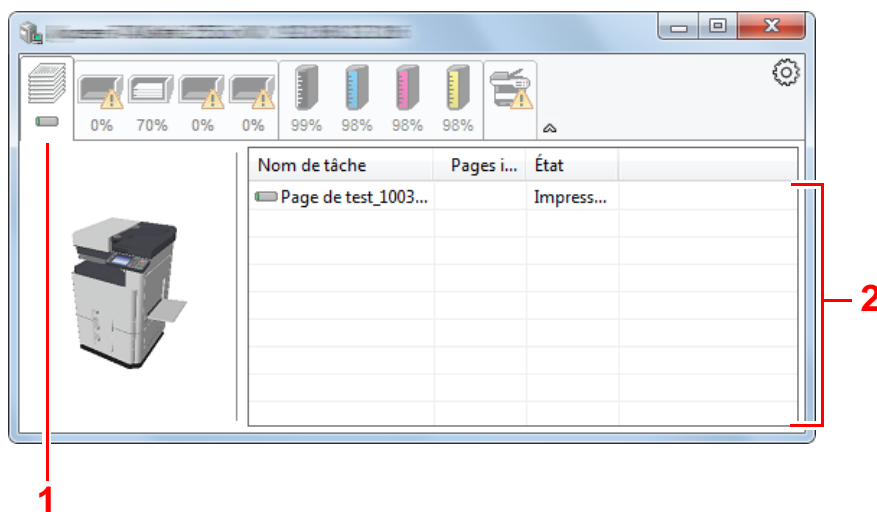 0% 70% 0% 0% 99% 98% 98% 98%
Nom de tâche Pages i... État
Page de test_1003... Impress...
2
1